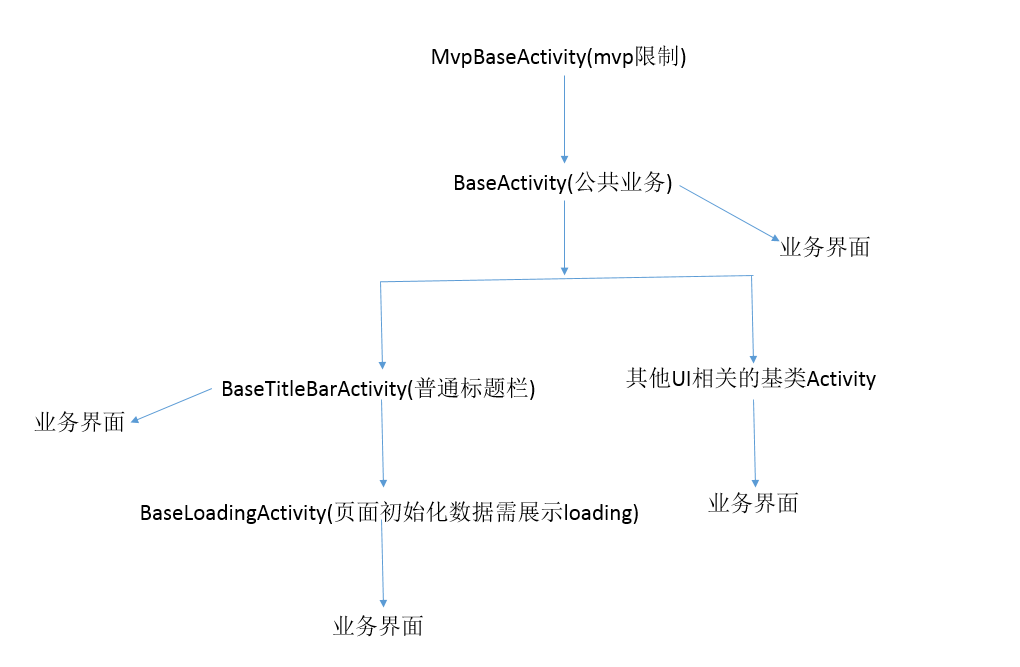 MvpBaseActivity(mvp限制)
BaseActivity(公共业务)
业务界面
其他UI相关的基类Activity
BaseTitleBarActivity(普通标题栏)
业务界面
业务界面
BaseLoadingActivity(页面初始化数据需展示loading)
业务界面